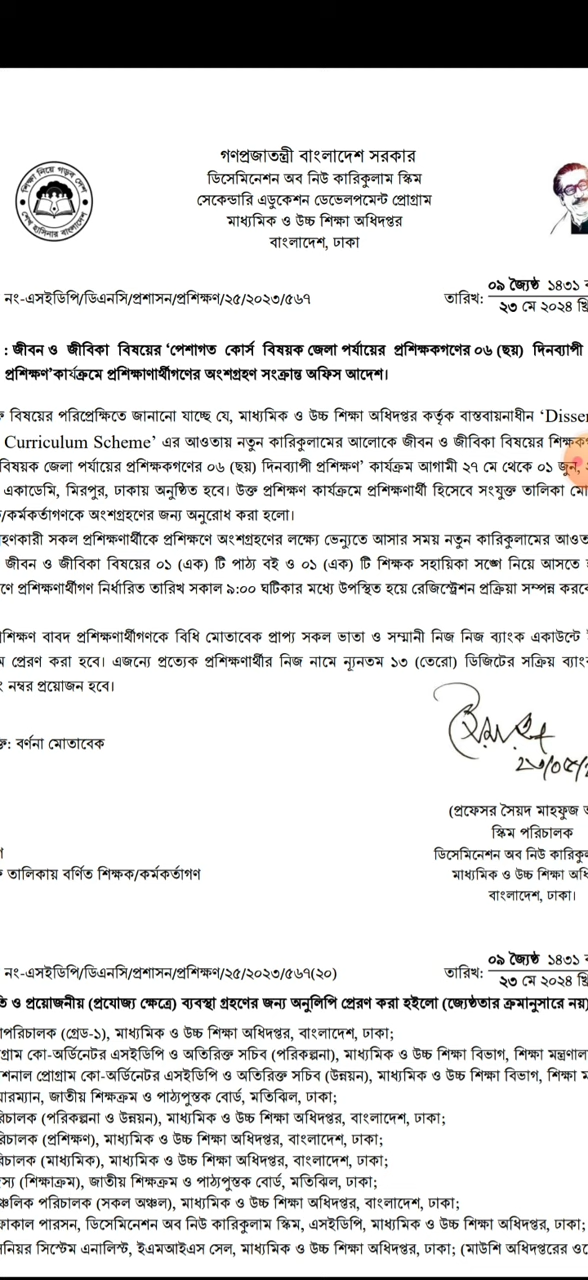 গণপ্রজাতন্ত্রী বাংলাদেশ সরকার
ডিসেমিনেশন অব নিউ কারিকুলাম স্কিম
সেকেন্ডারি এডুকেশন ডেভেলপমেন্ট প্রোগ্রাম
মাধ্যমিক ও উচ্চ শিক্ষা অধিদপ্তর
বাংলাদেশ, ঢাকা
শিক্ষা নিয়ে গড়ব দেশ
শেখ হাসিনার বাংলাদেশ
নং-এসইডিপি/ডিএনসি/প্রশাসন/প্রশিক্ষণ/২৫/২০২৩/৫৬৭
তারিখ: ০৯ জ্যৈষ্ঠ ১৪৩১
২৩ মে ২০২৪ খ্রি
: জীবন ও জীবিকা বিষয়ের ‘পেশাগত কোর্স বিষয়ক জেলা পর্যায়ের প্রশিক্ষকগণের ০৬ (ছয়) দিনব্যাপী
প্রশিক্ষণ’কার্যক্রমে প্রশিক্ষণার্থীগণের অংশগ্রহণ সংক্রান্ত অফিস আদেশ।
বিষয়ের পরিপ্রেক্ষিতে জানানো যাচ্ছে যে, মাধ্যমিক ও উচ্চ শিক্ষা অধিদপ্তর কর্তৃক বাস্তবায়নাধীন ‘Disse
Curriculum Scheme’ এর আওতায় নতুন কারিকুলামের আলোকে জীবন ও জীবিকা বিষয়ের শিক্ষক
বিষয়ক জেলা পর্যায়ের প্রশিক্ষকগণের ০৬ (ছয়) দিনব্যাপী প্রশিক্ষণ’ কার্যক্রম আগামী ২৭ মে থেকে ০১ জুন,
একাডেমি, মিরপুর, ঢাকায় অনুষ্ঠিত হবে। উক্ত প্রশিক্ষণ কার্যক্রমে প্রশিক্ষণার্থী হিসেবে সংযুক্ত তালিকা মো
/কর্মকর্তাগণকে অংশগ্রহণের জন্য অনুরোধ করা হলো।
হণকারী সকল প্রশিক্ষণার্থীকে প্রশিক্ষণে অংশগ্রহণের লক্ষ্যে ভেন্যুতে আসার সময় নতুন কারিকুলামের আওত
জীবন ও জীবিকা বিষয়ের ০১ (এক) টি পাঠ্য বই ও ০১ (এক) টি শিক্ষক সহায়িকা সঙ্গে নিয়ে আসতে
ণে প্রশিক্ষণার্থীগণ নির্ধারিত তারিখ সকাল ৯:০০ ঘটিকার মধ্যে উপস্থিত হয়ে রেজিস্ট্রেশন প্রক্রিয়া সম্পন্ন করবে
শিক্ষণ বাবদ প্রশিক্ষণার্থীগণকে বিধি মোতাবেক প্রাপ্য সকল ভাতা ও সম্মানী নিজ নিজ ব্যাংক একাউন্টে
প্রেরণ করা হবে। এজন্যে প্রত্যেক প্রশিক্ষণার্থীর নিজ নামে ন্যূনতম ১৩ (তেরো) ডিজিটের সক্রিয় ব্যাং
নম্বর প্রয়োজন হবে।
: বর্ণনা মোতাবেক
(প্রফেসর সৈয়দ মাহফুজ
স্কিম পরিচালক
ডিসেমিনেশন অব নিউ কারিকুল
মাধ্যমিক ও উচ্চ শিক্ষা অধি
বাংলাদেশ, ঢাকা।
তালিকায় বর্ণিত শিক্ষক/কর্মকর্তাগণ
নং-এসইডিপি/ডিএনসি/প্রশাসন/প্রশিক্ষণ/২৫/২০২৩/৫৬৭(২০)
তারিখ: ০৯ জ্যৈষ্ঠ ১৪৩১
২৩ মে ২০২৪ খ্রি
তি ও প্রয়োজনীয় (প্রযোজ্য ক্ষেত্রে) ব্যবস্থা গ্রহণের জন্য অনুলিপি প্রেরণ করা হইলো (জ্যেষ্ঠতার ক্রমানুসারে নয়)
পরিচালক (গ্রেড-১), মাধ্যমিক ও উচ্চ শিক্ষা অধিদপ্তর, বাংলাদেশ, ঢাকা;
গ্রাম কো-অর্ডিনেটর এসইডিপি ও অতিরিক্ত সচিব (পরিকল্পনা), মাধ্যমিক ও উচ্চ শিক্ষা বিভাগ, শিক্ষা মন্ত্রণাল
শনাল প্রোগ্রাম কো-অর্ডিনেটর এসইডিপি ও অতিরিক্ত সচিব (উন্নয়ন), মাধ্যমিক ও উচ্চ শিক্ষা বিভাগ, শিক্ষা ম
য়ারম্যান, জাতীয় শিক্ষাক্রম ও পাঠ্যপুস্তক বোর্ড, মতিঝিল, ঢাকা;
রিচালক (পরিকল্পনা ও উন্নয়ন), মাধ্যমিক ও উচ্চ শিক্ষা অধিদপ্তর, বাংলাদেশ, ঢাকা;
রিচালক (প্রশিক্ষণ), মাধ্যমিক ও উচ্চ শিক্ষা অধিদপ্তর, বাংলাদেশ, ঢাকা;
রিচালক (মাধ্যমিক), মাধ্যমিক ও উচ্চ শিক্ষা অধিদপ্তর, বাংলাদেশ, ঢাকা;
স্য (শিক্ষাক্রম), জাতীয় শিক্ষাক্রম ও পাঠ্যপুস্তক বোর্ড, মতিঝিল, ঢাকা;
ঞ্চলিক পরিচালক (সকল অঞ্চল), মাধ্যমিক ও উচ্চ শিক্ষা অধিদপ্তর, বাংলাদেশ, ঢাকা;
ফোকাল পারসন, ডিসেমিনেশন অব নিউ কারিকুলাম স্কিম, এসইডিপি, মাধ্যমিক ও উচ্চ শিক্ষা অধিদপ্তর, ঢাকা;
নিয়র সিস্টেম এনালিস্ট, ইএমআইএস সেল, মাধ্যমিক ও উচ্চ শিক্ষা অধিদপ্তর, ঢাকা; (মাউশি অধিদপ্তরের ওয়ে